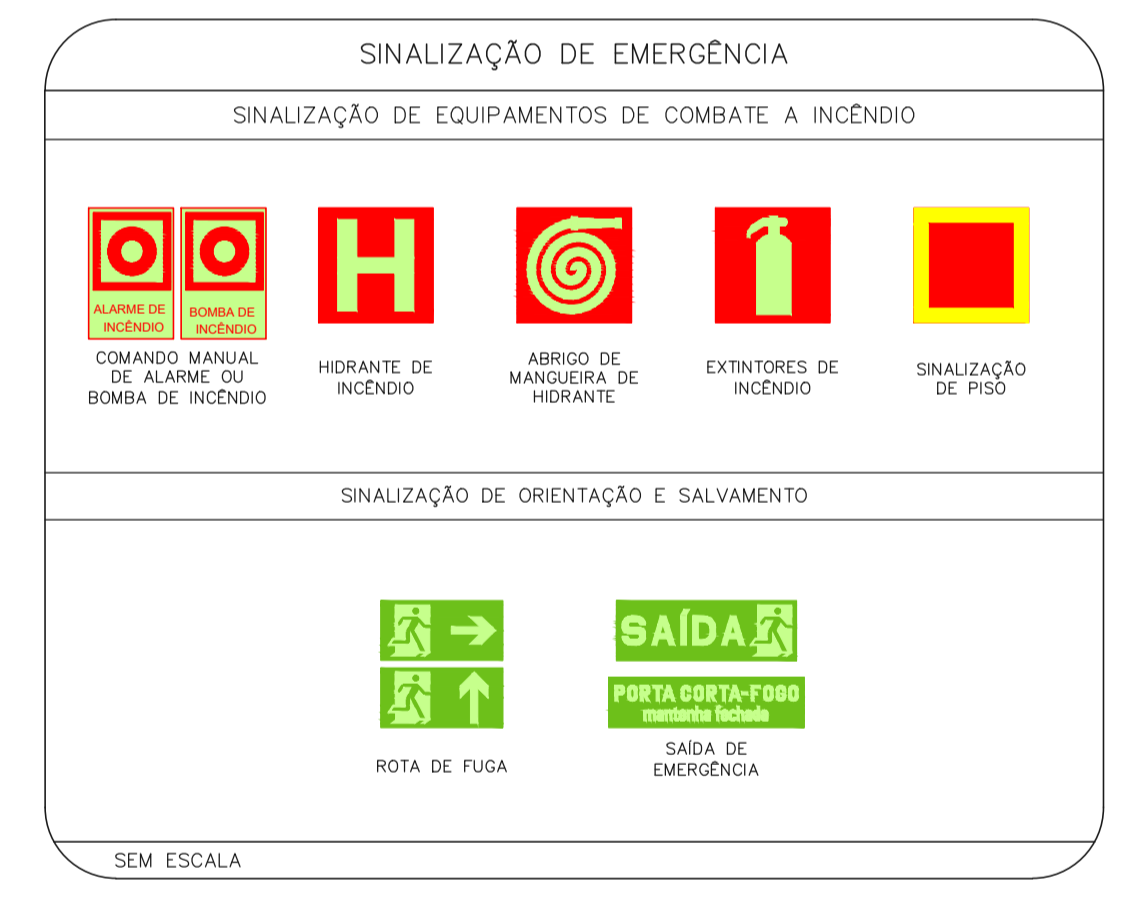 SINALIZAÇÃO DE EMERGÊNCIA
SINALIZAÇÃO DE EQUIPAMENTOS DE COMBATE A INCÊNDIO
ALARME DE
INCÊNDIO
BOMBA DE
INCÊNDIO
H
COMANDO MANUAL
DE ALARME OU
BOMBA DE INCÊNDIO
HIDRANTE DE
INCÊNDIO
ABRIGO DE
MANGUEIRA DE
HIDRANTE
EXTINTORES DE
INCÊNDIO
SINALIZAÇÃO
DE PISO
SINALIZAÇÃO DE ORIENTAÇÃO E SALVAMENTO
SAÍDA
PORTA CORTA-FOGO
mantenha fechada
ROTA DE FUGA
SAÍDA DE
EMERGÊNCIA
SEM ESCALA